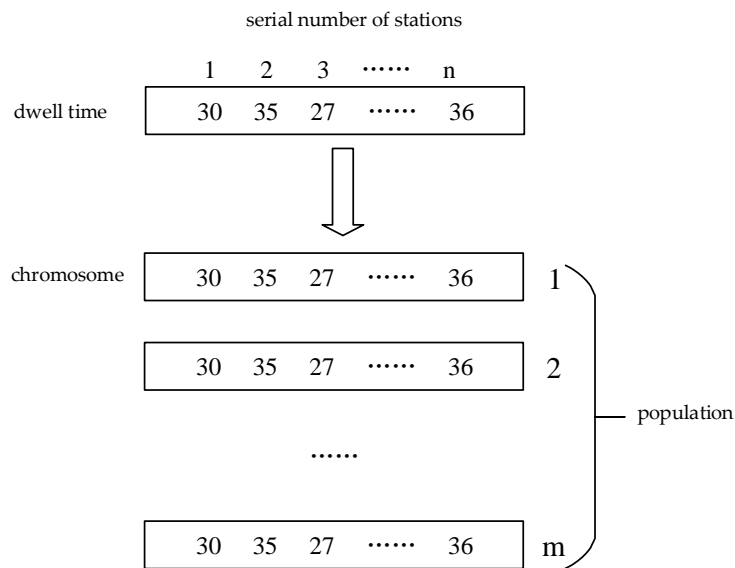 serial number of stations
1 2 3 ······ n
dwell time 30 35 27 ······ 36
chromosome 30 35 27 ······ 36 1
30 35 27 ······ 36 2
population
······
30 35 27 ······ 36 m